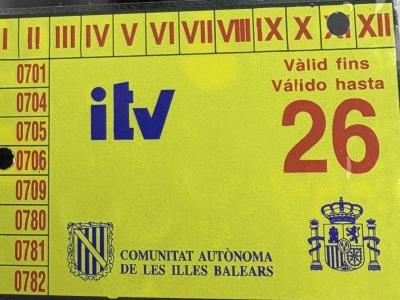 I II III IV V VI VII VIII IX X XI XII
0701
0704
0705
0706
0709
0780
0781
0782
Vàlid fins
Válido hasta
26
itv
COMUNITAT AUTÒNOMA
DE LES ILLES BALEARS